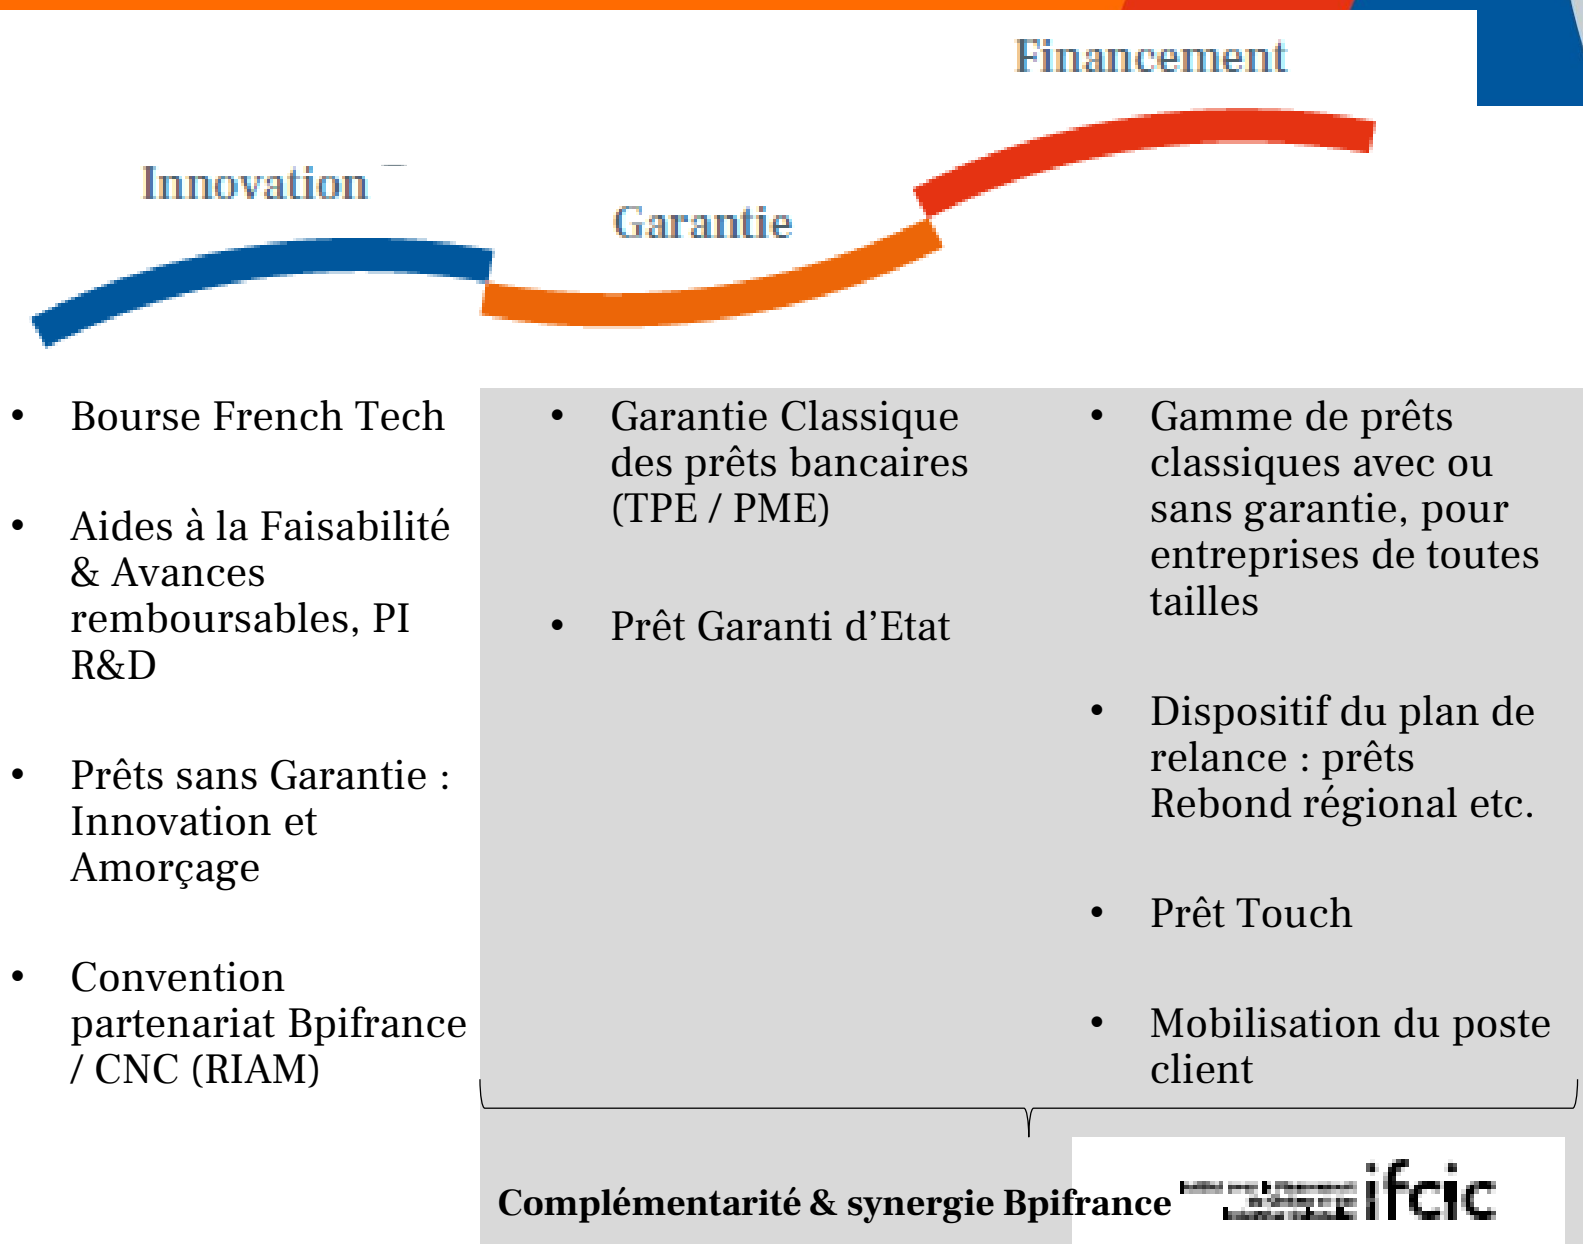 Financement
Innovation
Garantie
• Bourse French Tech
• Aides à la Faisabilité
& Avances
remboursables, PI
R&D
• Prêts sans Garantie :
Innovation et
Amorçage
• Convention
partenariat Bpifrance
/ CNC (RIAM)
• Garantie Classique
des prêts bancaires
(TPE / PME)
• Prêt Garanti d’Etat
• Gamme de prêts
classiques avec ou
sans garantie, pour
entreprises de toutes
tailles
• Dispositif du plan de
relance : prêts
Rebond régional etc.
• Prêt Touch
• Mobilisation du poste
client
Complémentarité & synergie Bpifrance
ifcic